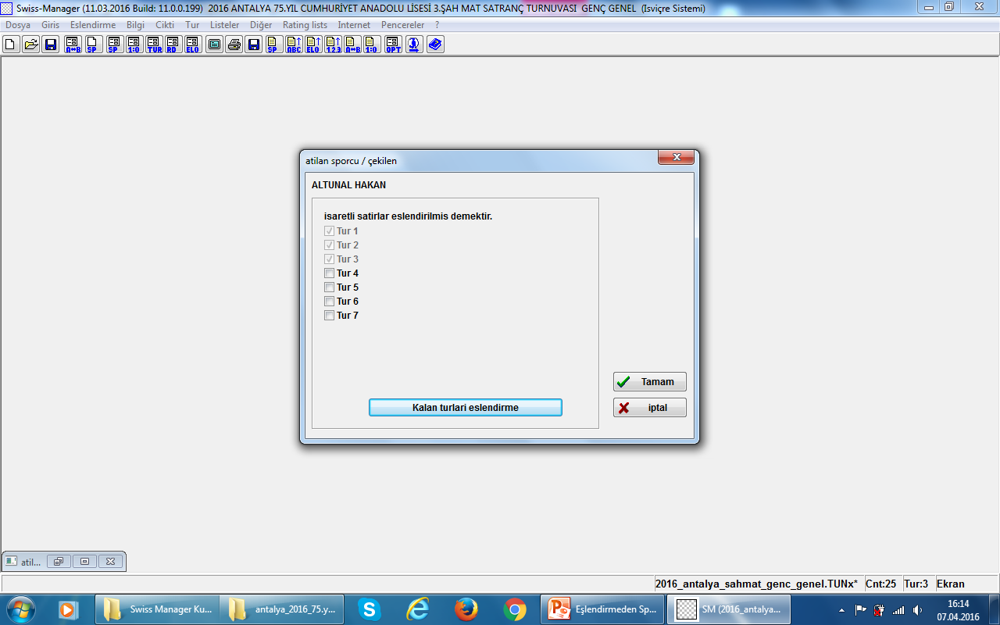 Swiss-Manager (11.03.2016 Build: 11.0.0.199)  2016 ANTALYA 75.YIL CUMHURİYET ANADOLU LİSESİ 3.ŞAH MAT SATRANÇ TURNUVASI  GENÇ GENEL  (Isviçre Sistemi)
Dosya Giris Eslendirme Bilgi Cikti Tur Listeler Diğer Rating lists Internet Pencereler ?
A↔B SP SP 1:0 TUR RD ELO SP ABC ELO 1.2.3 A↔B 1:0 OPT
atilan sporcu / çekilen
ALTUNAL HAKAN
isaretli satirlar eslendirilmis demektir.
Tur 1
Tur 2
Tur 3
Tur 4
Tur 5
Tur 6
Tur 7
Tamam
Kalan turlari eslendirme
iptal
atil...
2016_antalya_sahmat_genc_genel.TUNx* Cnt:25 Tur:3 Ekran
Swiss Manager Ku... antalya_2016_75.y... Eşlendirmeden Sp... SM (2016_antalya... 16:14
07.04.2016